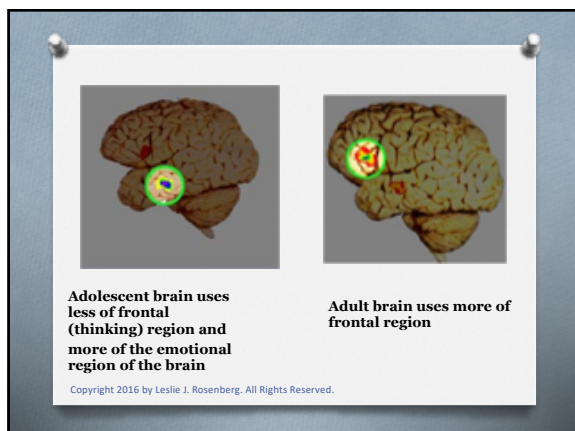 Adolescent brain uses
less of frontal
(thinking) region and
more of the emotional
region of the brain
Adult brain uses more of
frontal region
Copyright 2016 by Leslie J. Rosenberg. All Rights Reserved.